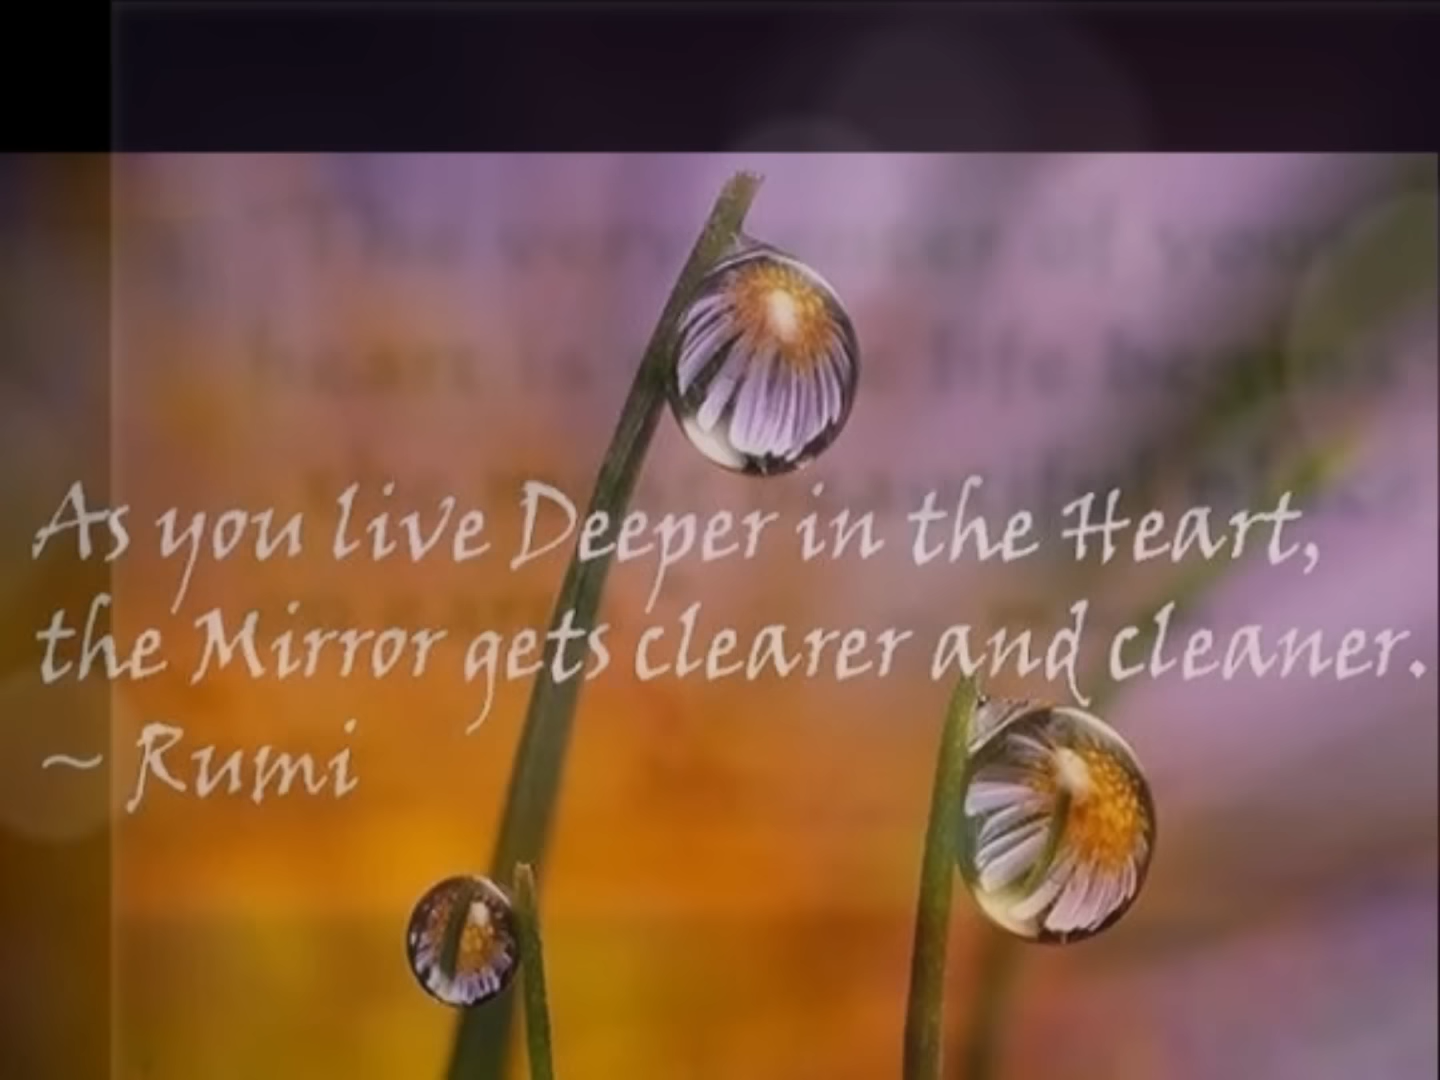 As you live Deeper in the Heart,
the Mirror gets clearer and cleaner.
~ Rumi